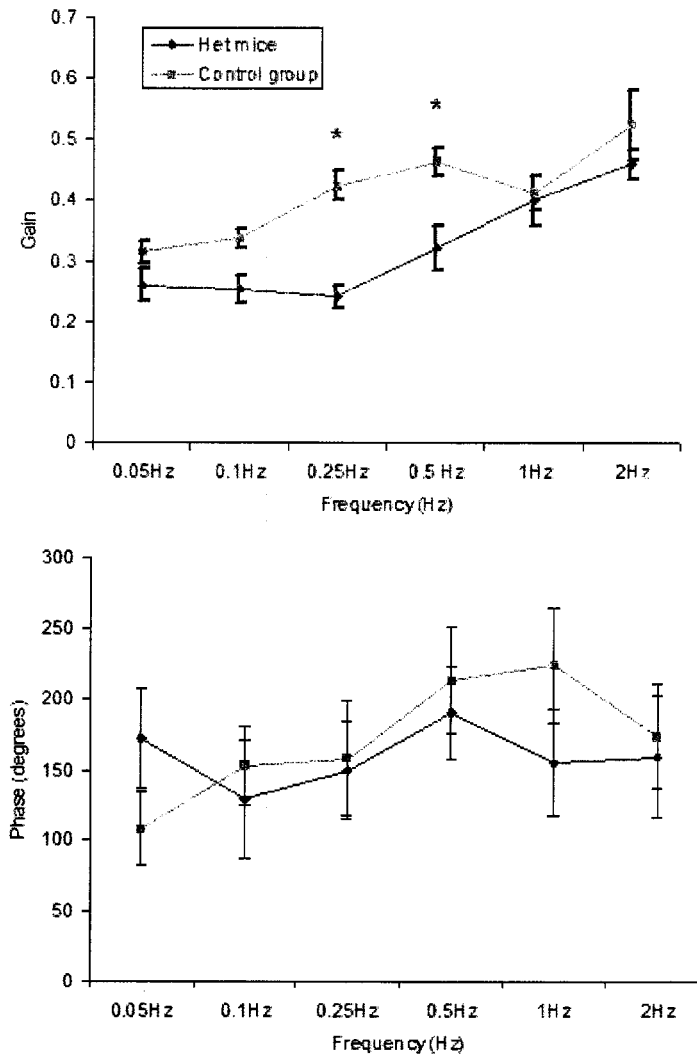 0.7
Het mice
Control group
0.6
*
*
0.5
0.4
Gain
0.3
0.2
0.1
0
0.05Hz 0.1Hz 0.25Hz 0.5 Hz 1Hz 2Hz
Frequency (Hz)
300
250
200
Phase (degrees)
150
100
50
0
0.05Hz 0.1Hz 0.25Hz 0.5Hz 1Hz 2Hz
Frequency (Hz)